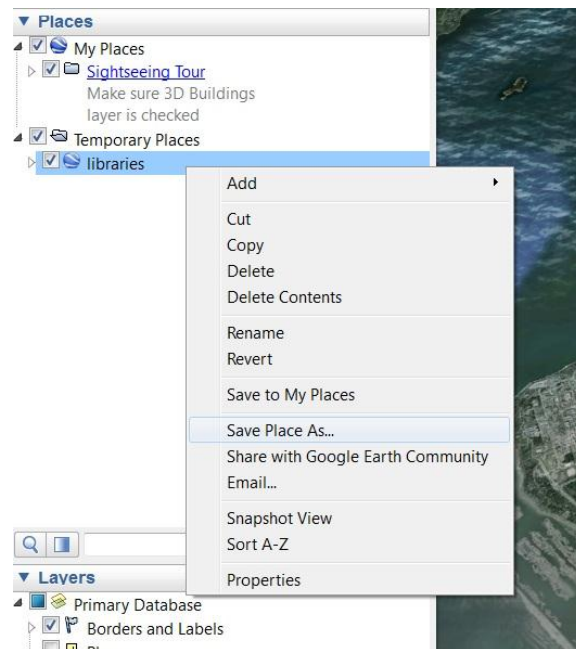 Places
My Places
Sightseeing Tour
Make sure 3D Buildings
layer is checked
Temporary Places
libraries
Add
Cut
Copy
Delete
Delete Contents
Rename
Revert
Save to My Places
Save Place As...
Share with Google Earth Community
Email...
Snapshot View
Sort A-Z
Properties
Layers
Primary Database
Borders and Labels